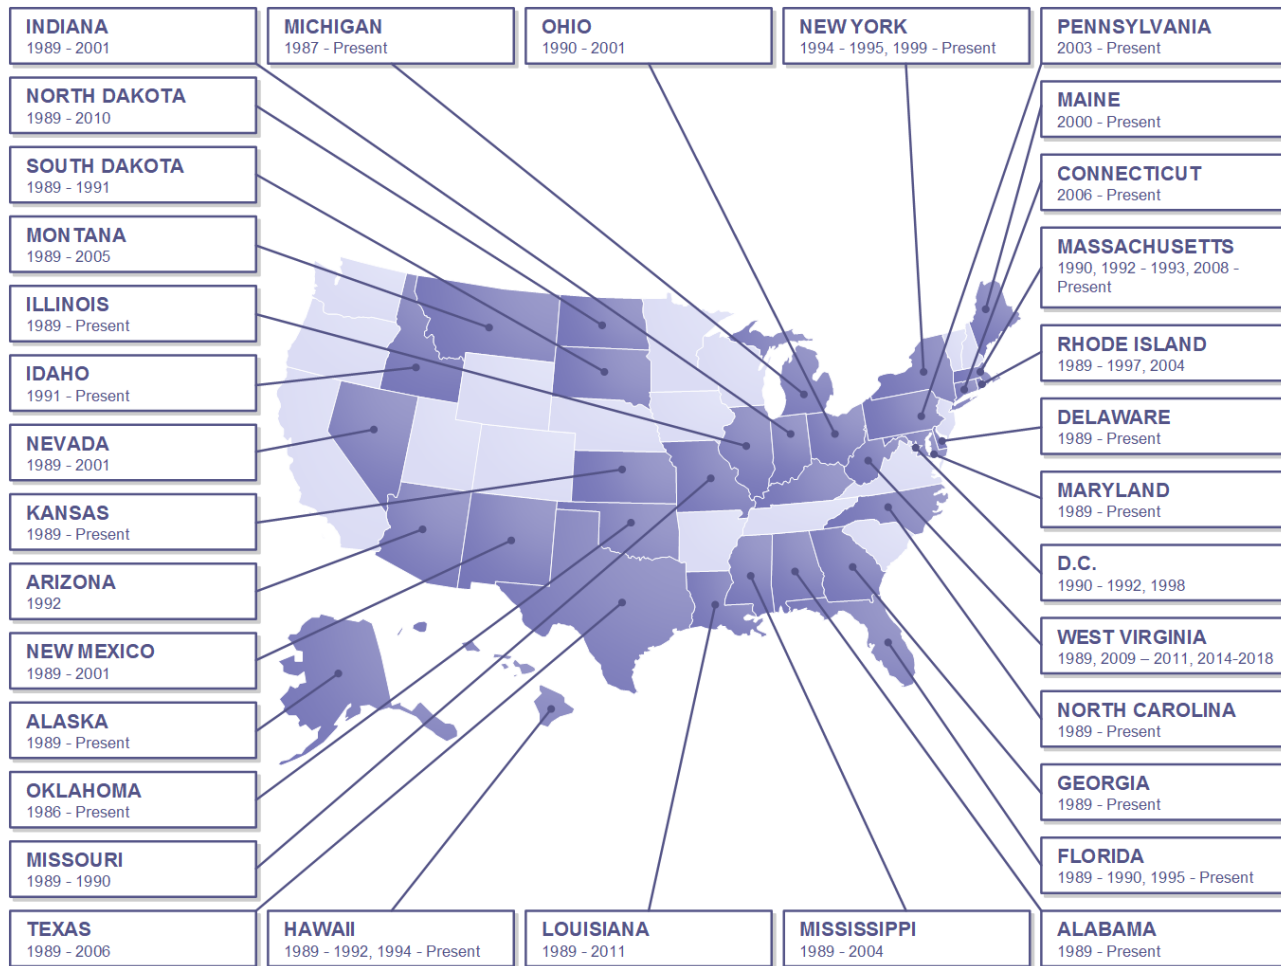 INDIANA
1989 - 2001
MICHIGAN
1987 - Present
OHIO
1990 - 2001
NEW YORK
1994 - 1995, 1999 - Present
PENNSYLVANIA
2003 - Present
NORTH DAKOTA
1989 - 2010
SOUTH DAKOTA
1989 - 1991
MONTANA
1989 - 2005
ILLINOIS
1989 - Present
IDAHO
1991 - Present
NEVADA
1989 - 2001
KANSAS
1989 - Present
ARIZONA
1992
NEW MEXICO
1989 - 2001
ALASKA
1989 - Present
OKLAHOMA
1986 - Present
MISSOURI
1989 - 1990
TEXAS
1989 - 2006
HAWAII
1989 - 1992, 1994 - Present
LOUISIANA
1989 - 2011
MISSISSIPPI
1989 - 2004
MAINE
2000 - Present
CONNECTICUT
2006 - Present
MASSACHUSETTS
1990, 1992 - 1993, 2008 -
Present
RHODE ISLAND
1989 - 1997, 2004
DELAWARE
1989 - Present
MARYLAND
1989 - Present
D.C.
1990 - 1992, 1998
WEST VIRGINIA
1989, 2009 – 2011, 2014-2018
NORTH CAROLINA
1989 - Present
GEORGIA
1989 - Present
FLORIDA
1989 - 1990, 1995 - Present
ALABAMA
1989 - Present